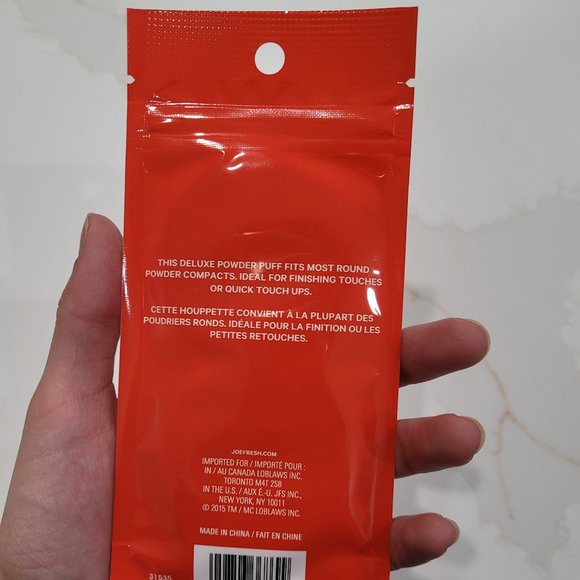 THIS DELUXE POWDER PUFF FITS MOST ROUND
POWDER COMPACTS. IDEAL FOR FINISHING TOUCHES
OR QUICK TOUCH UPS.
CETTE HOUPPETTE CONVIENT À LA PLUPART DES
POUDRIERS RONDS. IDÉALE POUR LA FINITION OU LES
PETITES RETOUCHES.
JOEFRESH.COM
IMPORTED FOR / IMPORTÉ POUR :
IN / AU CANADA LOBLAWS INC.
TORONTO M4T 2S8
IN THE U.S. / AUX É.-U. JFS INC.,
NEW YORK, NY 10011
© 2015 TM / MC LOBLAWS INC.
MADE IN CHINA / FAIT EN CHINE
31535